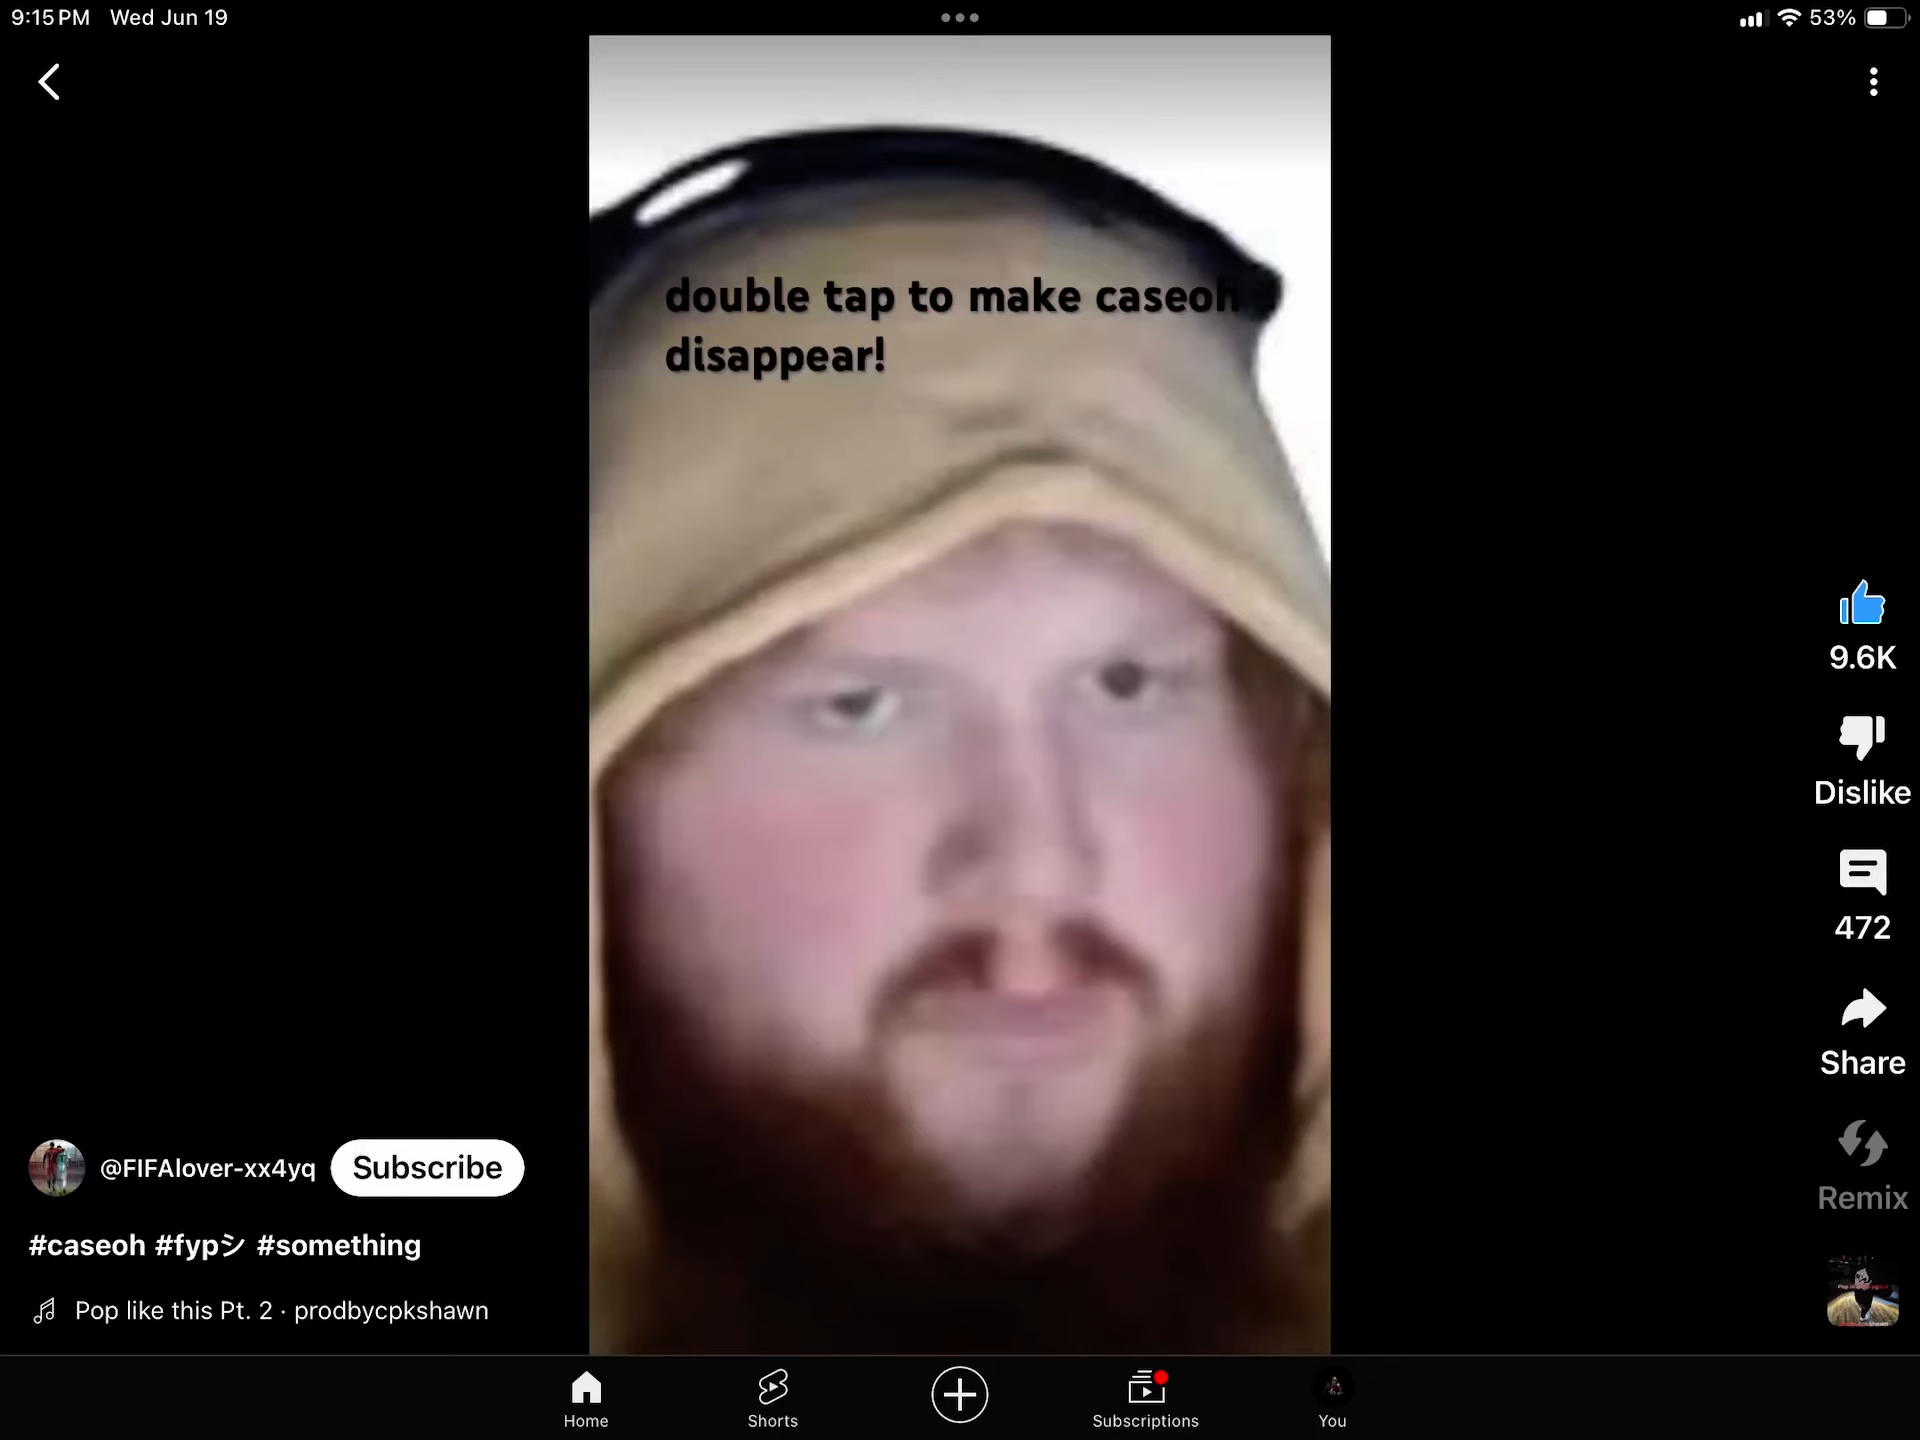 9:15 PM Wed Jun 19
53%
double tap to make caseoh
disappear!
9.6K
Dislike
472
Share
Remix
@FIFAlover-xx4yq
Subscribe
#caseoh #fypシ #something
Pop like this Pt. 2 · prodbycpkshawn
Home
Shorts
Subscriptions
You